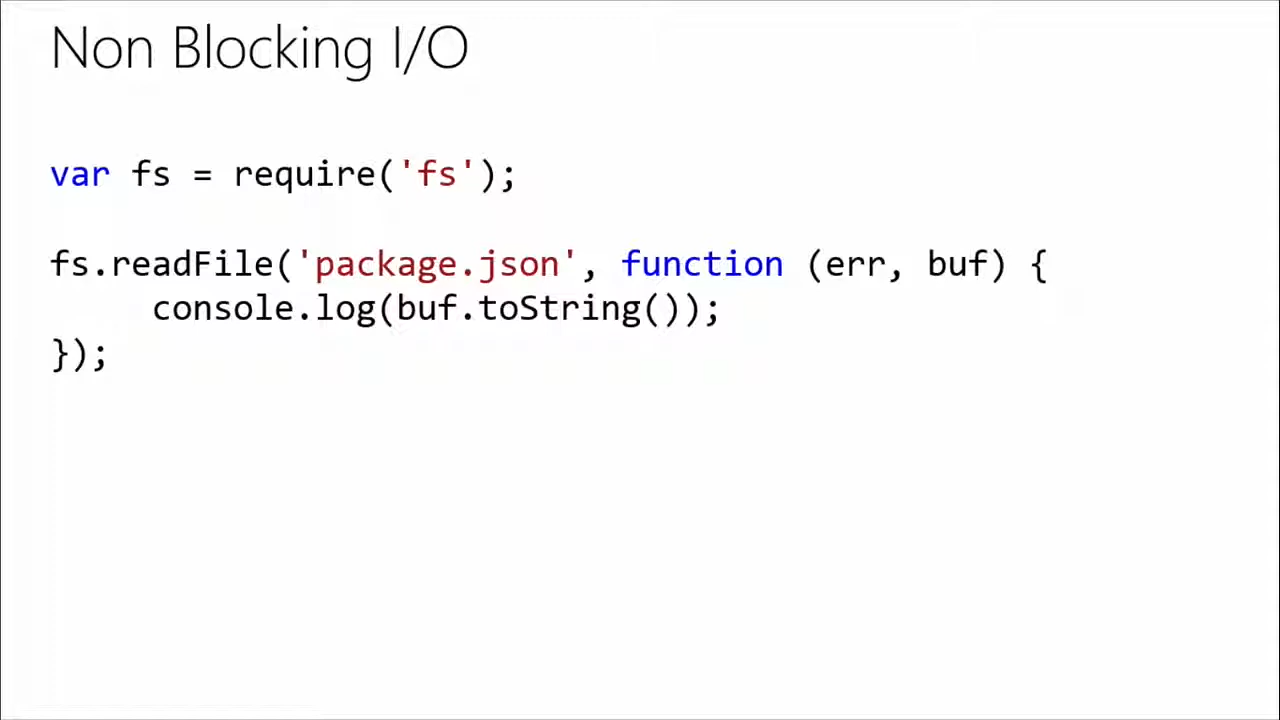 Non Blocking I/O
var fs = require('fs');
fs.readFile('package.json', function (err, buf) {
console.log(buf.toString());
});